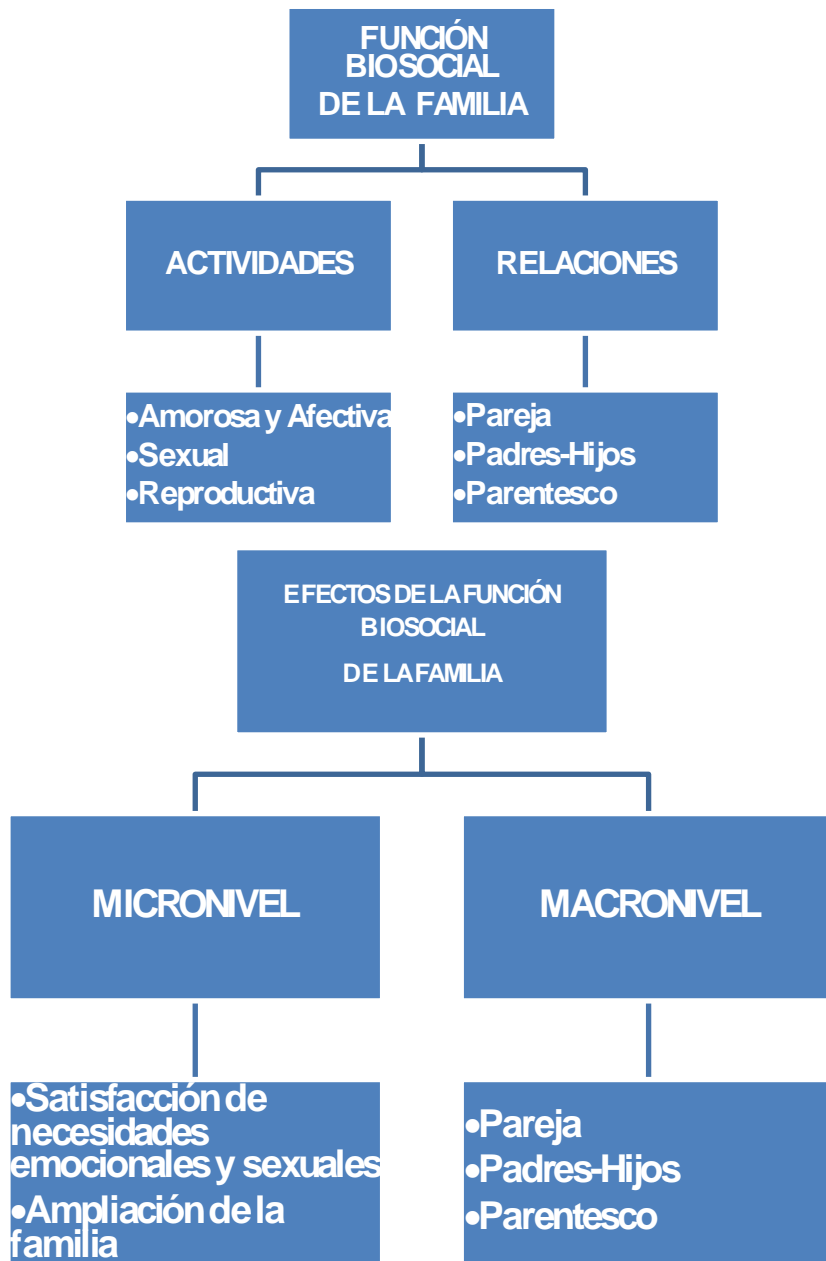 FUNCIÓN
BIOSOCIAL
DE LA FAMILIA
ACTIVIDADES
RELACIONES
•Amorosa y Afectiva
•Sexual
•Reproductiva
•Pareja
•Padres-Hijos
•Parentesco
EFECTOS DE LA FUNCIÓN
BIOSOCIAL
DE LA FAMILIA
MICRONIVEL
MACRONIVEL
•Satisfacción de
necesidades
emocionales y sexuales
•Ampliación de la
familia
•Pareja
•Padres-Hijos
•Parentesco